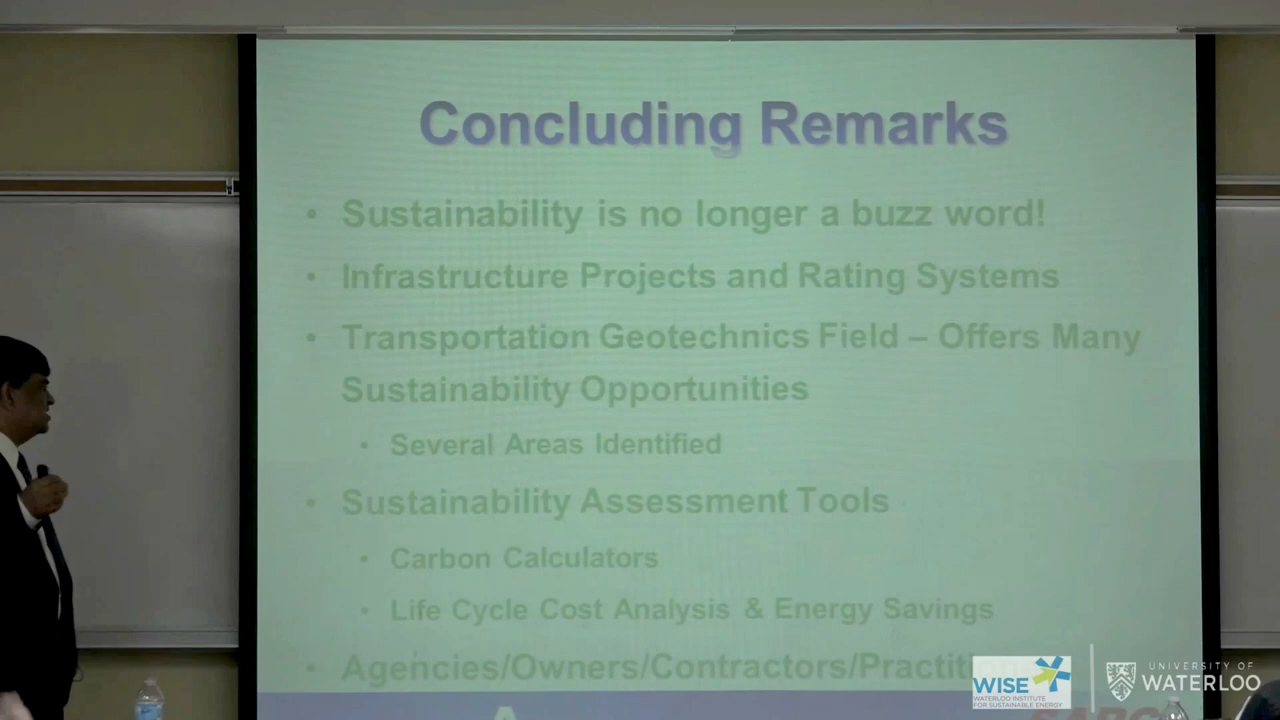 Concluding Remarks
• Sustainability is no longer a buzz word!
• Infrastructure Projects and Rating Systems
• Transportation Geotechnics Field – Offers Many
Sustainability Opportunities
• Several Areas Identified
• Sustainability Assessment Tools
• Carbon Calculators
• Life Cycle Cost Analysis & Energy Savings
• Agencies/Owners/Contractors/
WISE
WATERLOO INSTITUTE
FOR SUSTAINABLE ENERGY
UNIVERSITY OF
WATERLOO